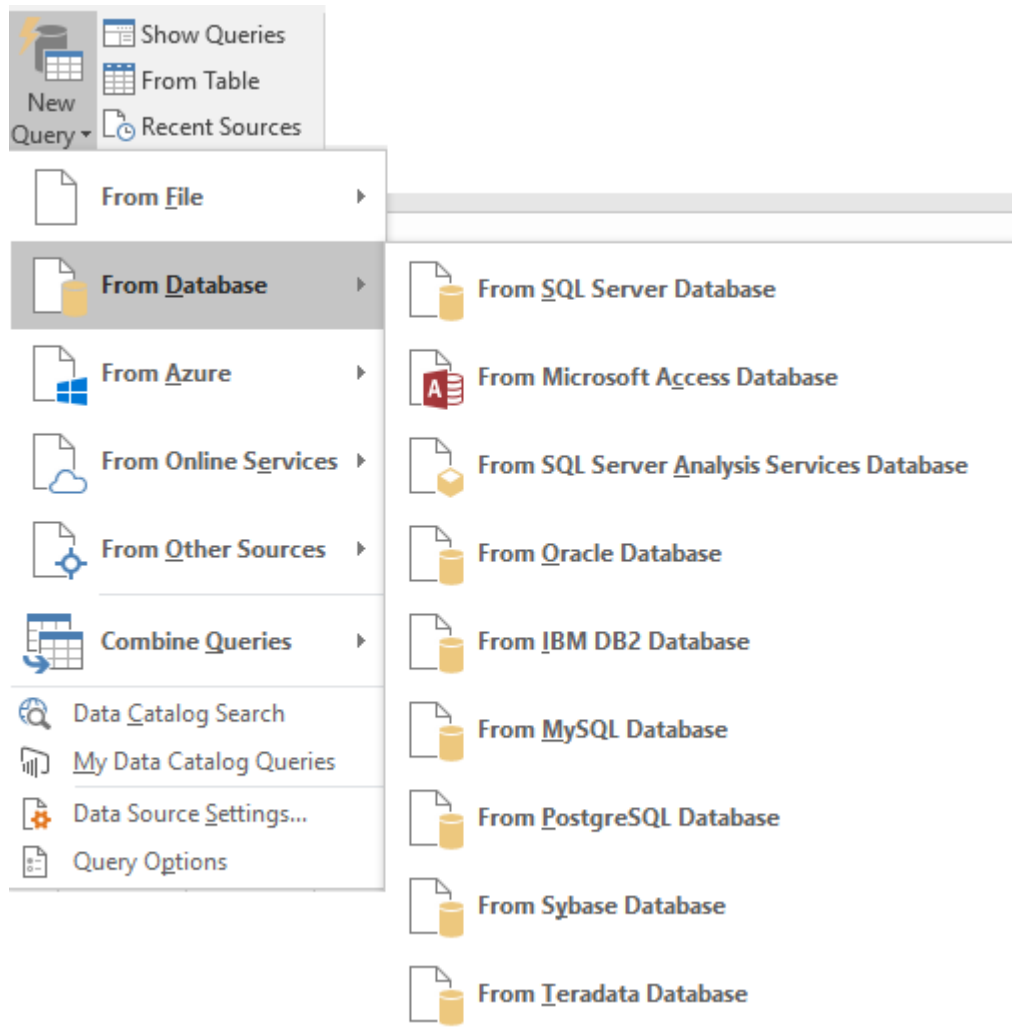 Show Queries
From Table
Recent Sources
New
Query
From File
From Database
From Azure
From Online Services
From Other Sources
Combine Queries
Data Catalog Search
My Data Catalog Queries
Data Source Settings...
Query Options
From SQL Server Database
From Microsoft Access Database
From SQL Server Analysis Services Database
From Oracle Database
From IBM DB2 Database
From MySQL Database
From PostgreSQL Database
From Sybase Database
From Teradata Database